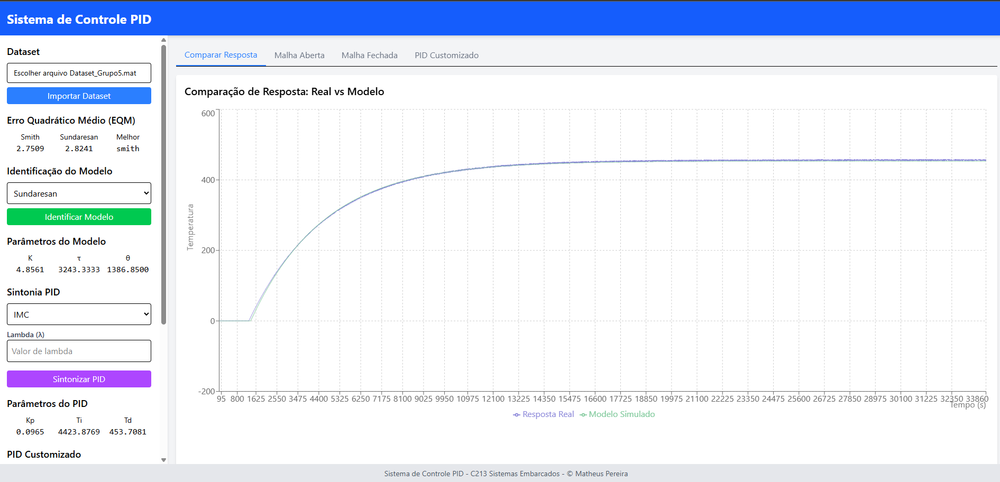 Sistema de Controle PID
Dataset
Escolher arquivo Dataset_Grupo5.mat
Importar Dataset
Erro Quadrático Médio (EQM)
Smith Sundaresan Melhor
2.7509 2.8241 smith
Identificação do Modelo
Sundaresan
Identificar Modelo
Parâmetros do Modelo
K τ θ
4.8561 3243.3333 1386.8500
Sintonia PID
IMC
Lambda (λ)
Valor de lambda
Sintonizar PID
Parâmetros do PID
Kp Ti Td
0.0965 4423.8769 453.7081
PID Customizado
Comparar Resposta Malha Aberta Malha Fechada PID Customizado
Comparação de Resposta: Real vs Modelo
600
400
200
0
-200
Temperatura
95 800 1625 2550 3475 4400 5325 6250 7175 8100 9025 9950 10975 12100 13225 14350 15475 16600 17725 18850 19975 21100 22225 23350 24475 25600 26725 27850 28975 30100 31225 32350 33860
Tempo (s)
Resposta Real Modelo Simulado
Sistema de Controle PID - C213 Sistemas Embarcados - © Matheus Pereira